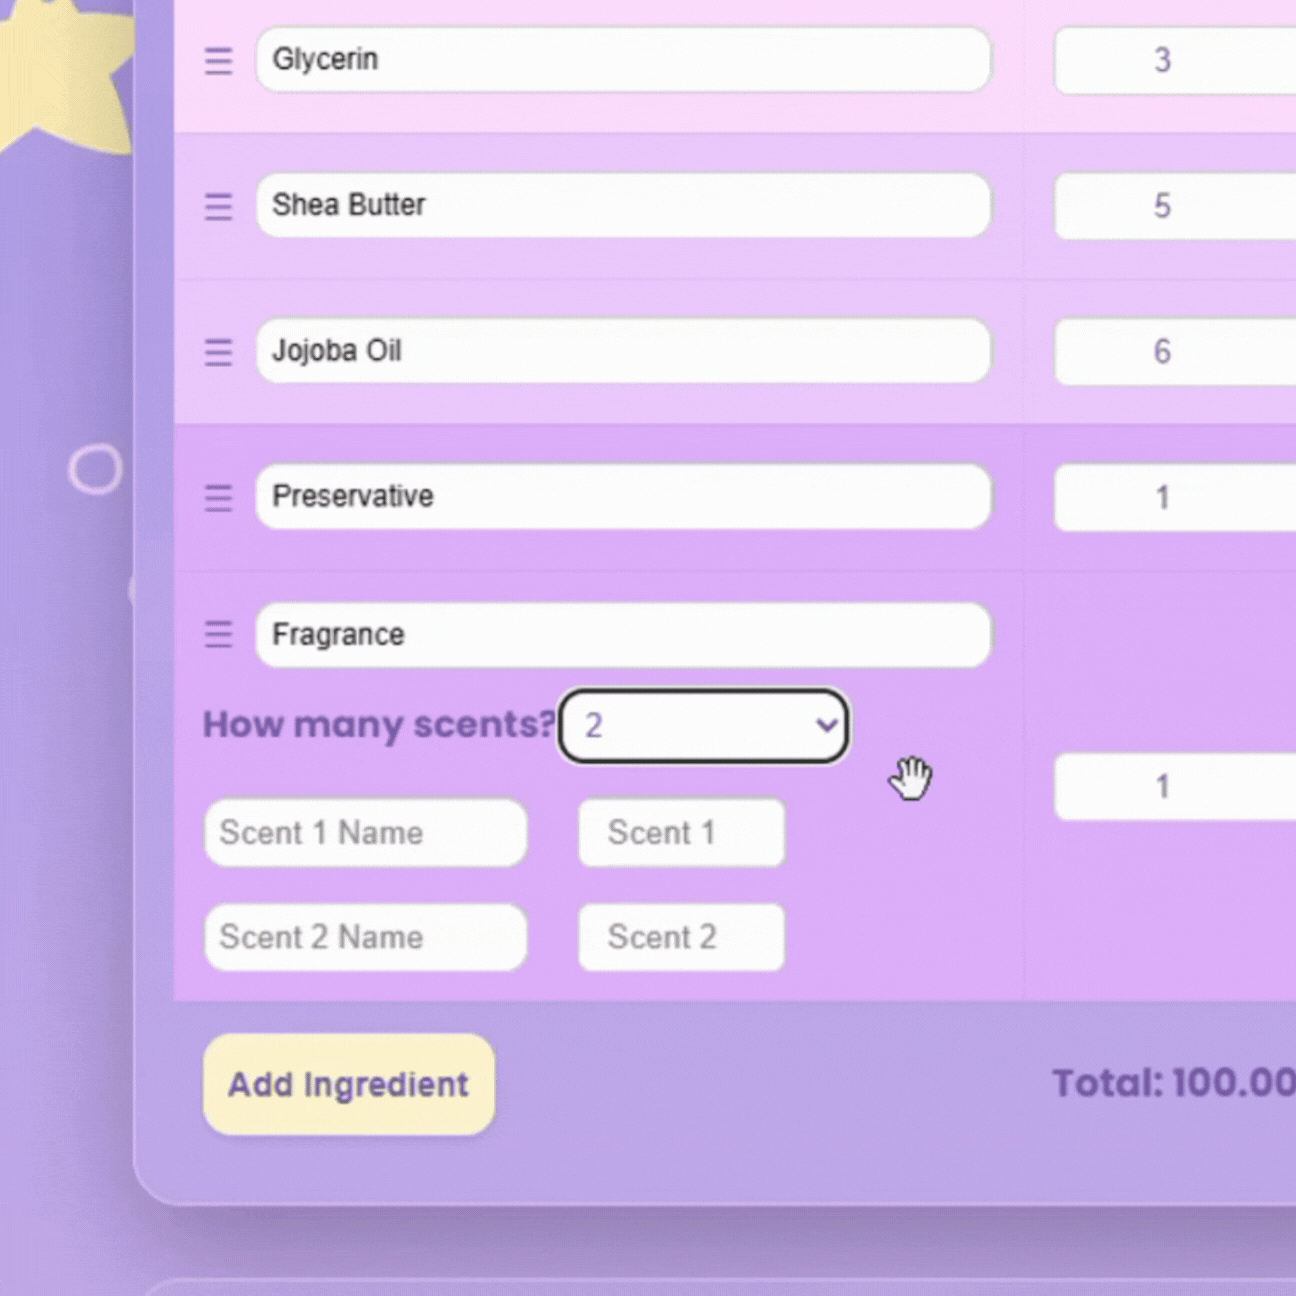 Glycerin 3
Shea Butter 5
Jojoba Oil 6
Preservative 1
Fragrance
How many scents? 2
1
Scent 1 Name Scent 1
Scent 2 Name Scent 2
Add Ingredient Total: 100.00